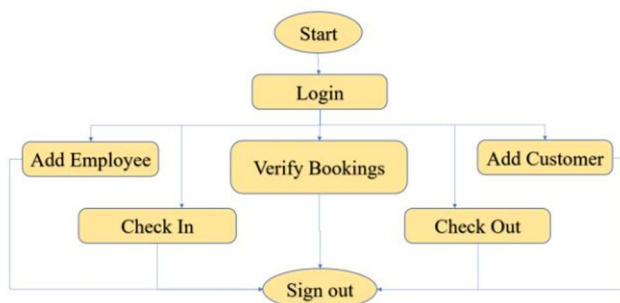 Start
Login
Add Employee
Verify Bookings
Add Customer
Check In
Check Out
Sign out